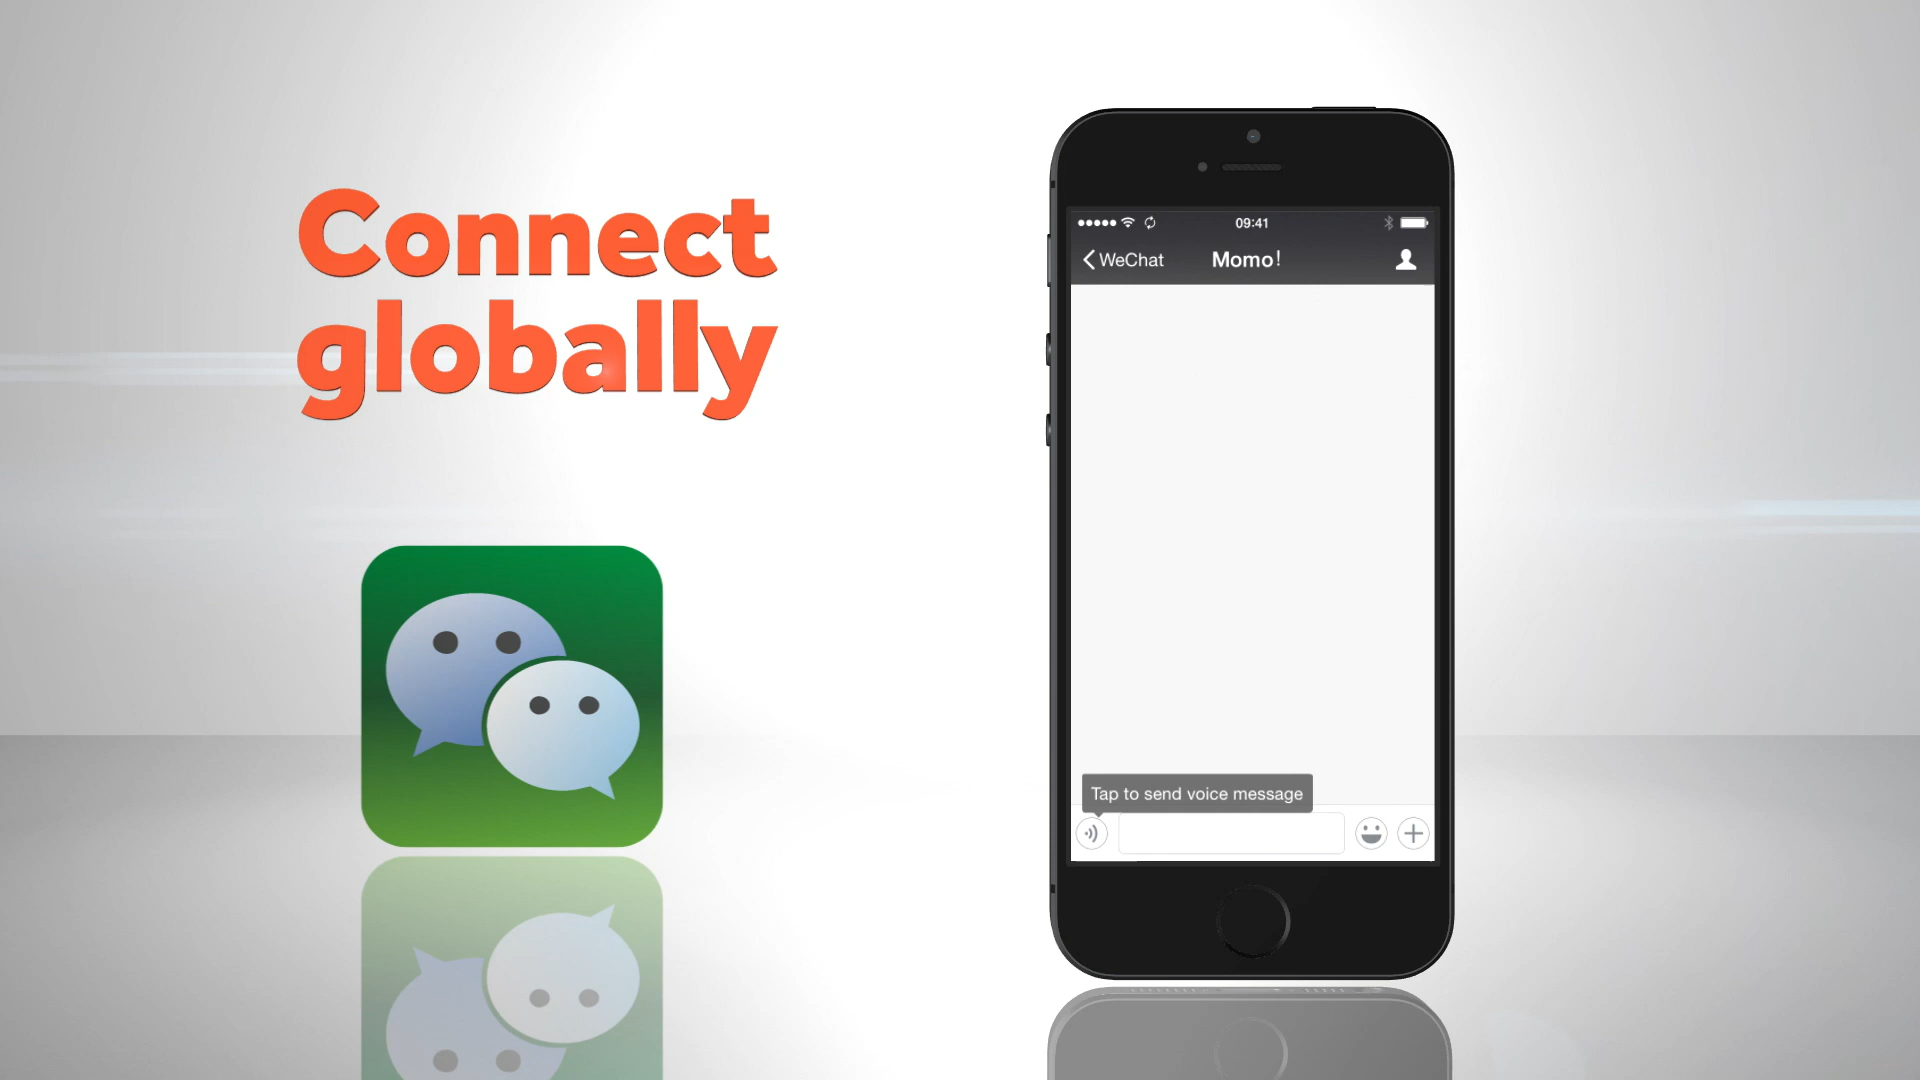 Connect
globally
09:41
WeChat
Momo!
Tap to send voice message